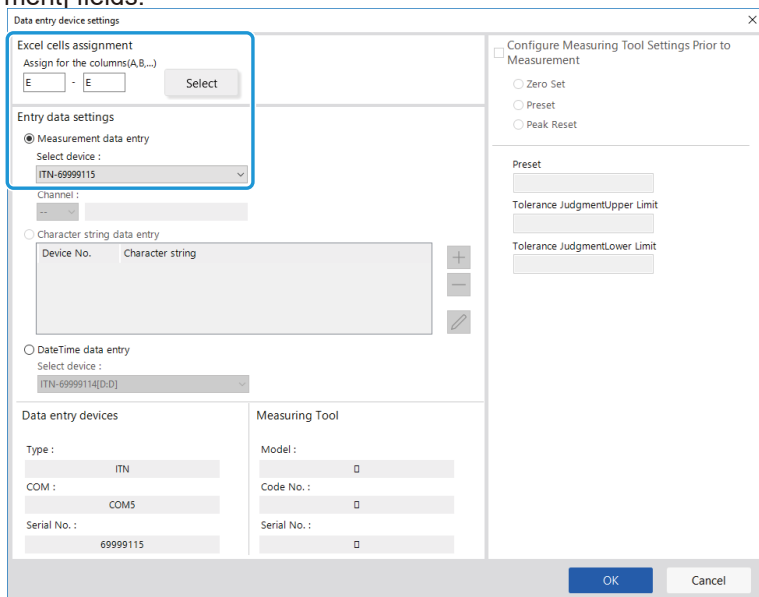 ment] fields.
Data entry device settings
Excel cells assignment
Assign for the columns(A,B,...)
E - E Select
Entry data settings
Measurement data entry
Select device :
ITN-69999115
Channel :
--
Character string data entry
Device No. Character string
DateTime data entry
Select device :
ITN-69999114[D:D]
Data entry devices
Type :
ITN
COM :
COM5
Serial No. :
69999115
Measuring Tool
Model :
Code No. :
Serial No. :
Configure Measuring Tool Settings Prior to
Measurement
Zero Set
Preset
Peak Reset
Preset
Tolerance JudgmentUpper Limit
Tolerance JudgmentLower Limit
OK Cancel